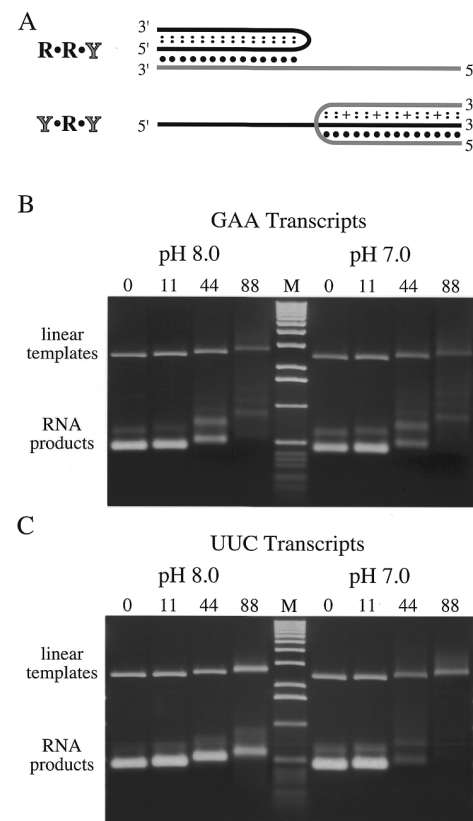 A
3'
R•R•Y 5'
3' 5
3
Y•R•Y 5' 3
5
B
GAA Transcripts
pH 8.0 pH 7.0
0 11 44 88 M 0 11 44 88
linear
templates
RNA
products
C
UUC Transcripts
pH 8.0 pH 7.0
0 11 44 88 M 0 11 44 88
linear
templates
RNA
products